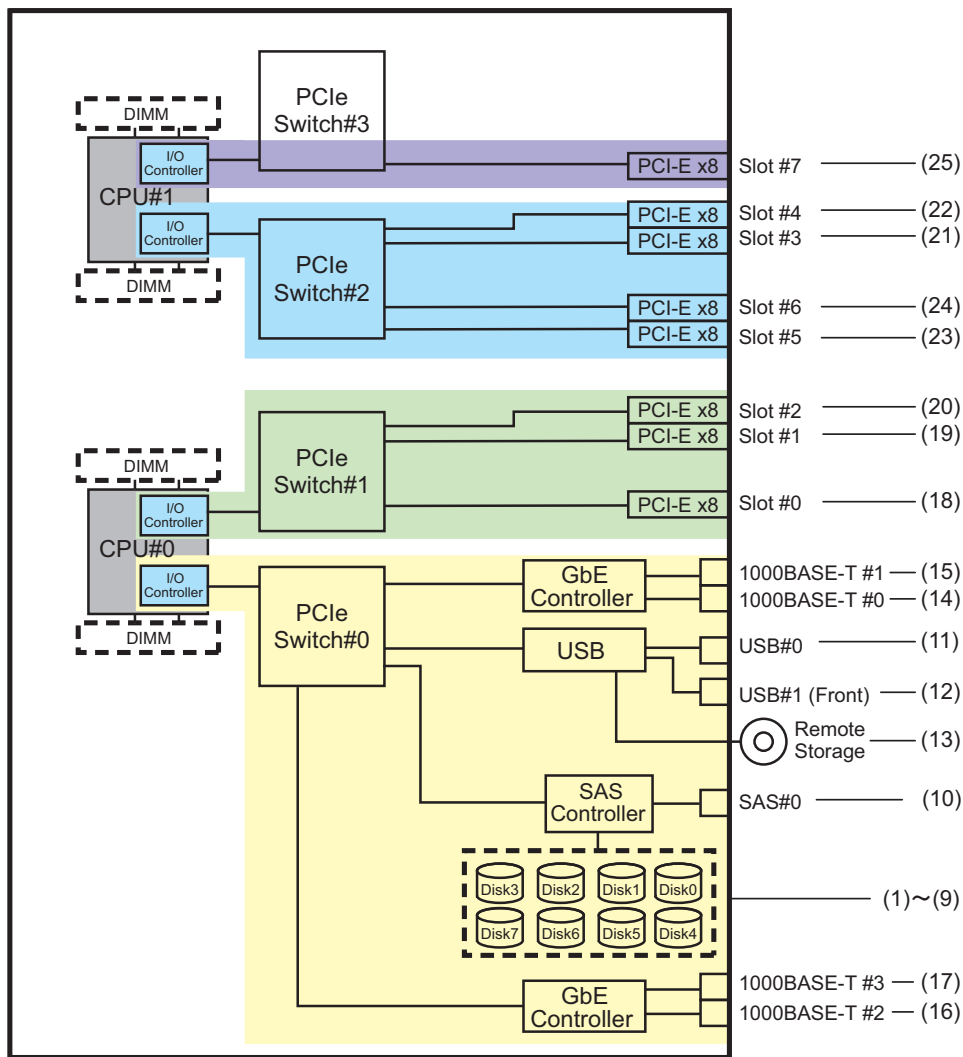 PCIe
Switch#3
DIMM
I/O
Controller
CPU#1
I/O
Controller
DIMM
PCI-E x8 Slot #7 (25)
PCIe
Switch#2
PCI-E x8 Slot #4 (22)
PCI-E x8 Slot #3 (21)
PCI-E x8 Slot #6 (24)
PCI-E x8 Slot #5 (23)
PCIe
Switch#1
PCI-E x8 Slot #2 (20)
PCI-E x8 Slot #1 (19)
PCI-E x8 Slot #0 (18)
DIMM
I/O
Controller
CPU#0
I/O
Controller
DIMM
PCIe
Switch#0
GbE
Controller
1000BASE-T #1 (15)
1000BASE-T #0 (14)
USB
USB#0 (11)
USB#1 (Front) (12)
Remote
Storage (13)
SAS
Controller
SAS#0 (10)
Disk3 Disk2 Disk1 Disk0
Disk7 Disk6 Disk5 Disk4
(1)~(9)
GbE
Controller
1000BASE-T #3 (17)
1000BASE-T #2 (16)